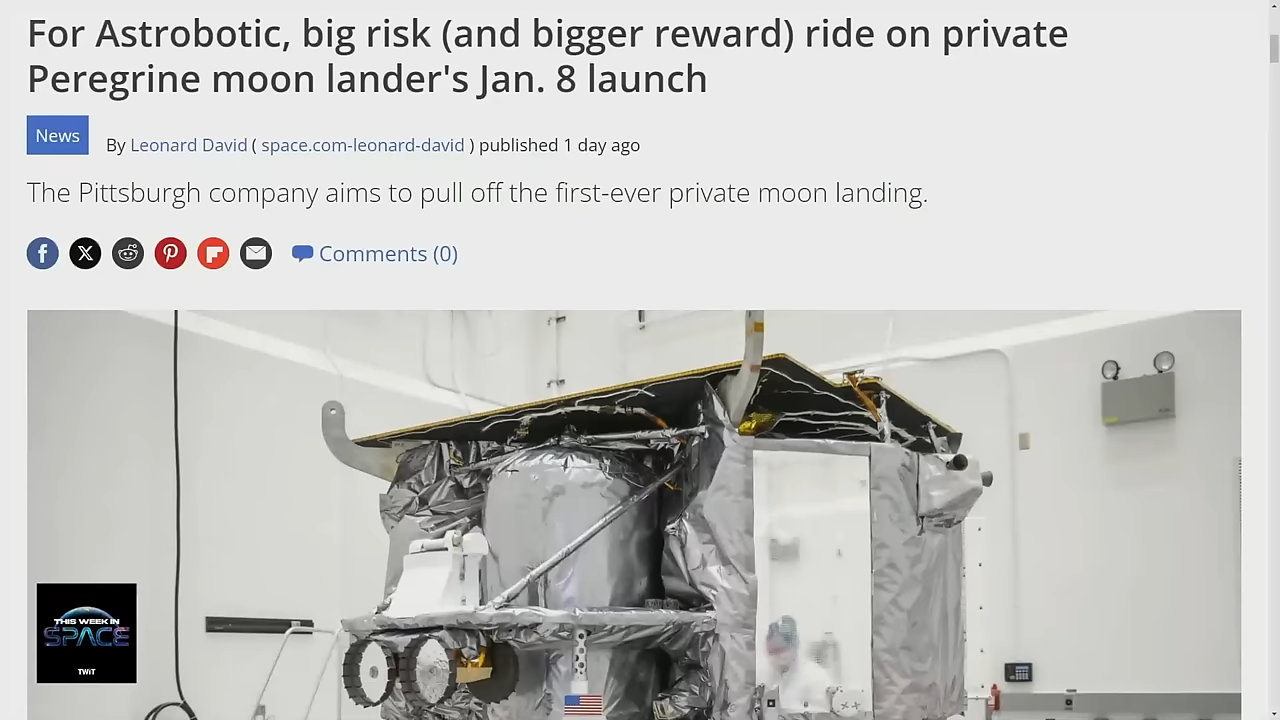 For Astrobotic, big risk (and bigger reward) ride on private
Peregrine moon lander's Jan. 8 launch
News
By Leonard David ( space.com-leonard-david ) published 1 day ago
The Pittsburgh company aims to pull off the first-ever private moon landing.
Comments (0)
THIS WEEK IN
SPACE
TWiT